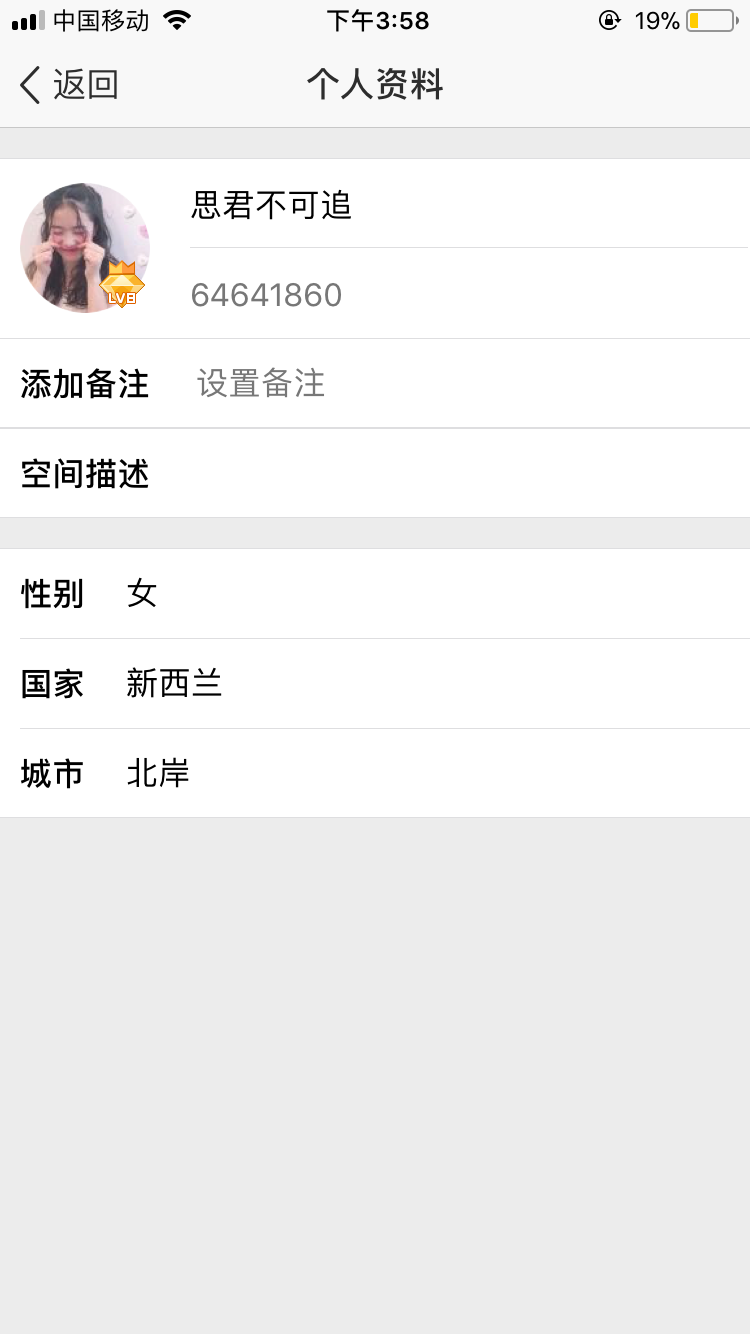 中国移动 下午3:58 19%
返回 个人资料
思君不可追
LV8
64641860
添加备注 设置备注
空间描述
性别 女
国家 新西兰
城市 北岸